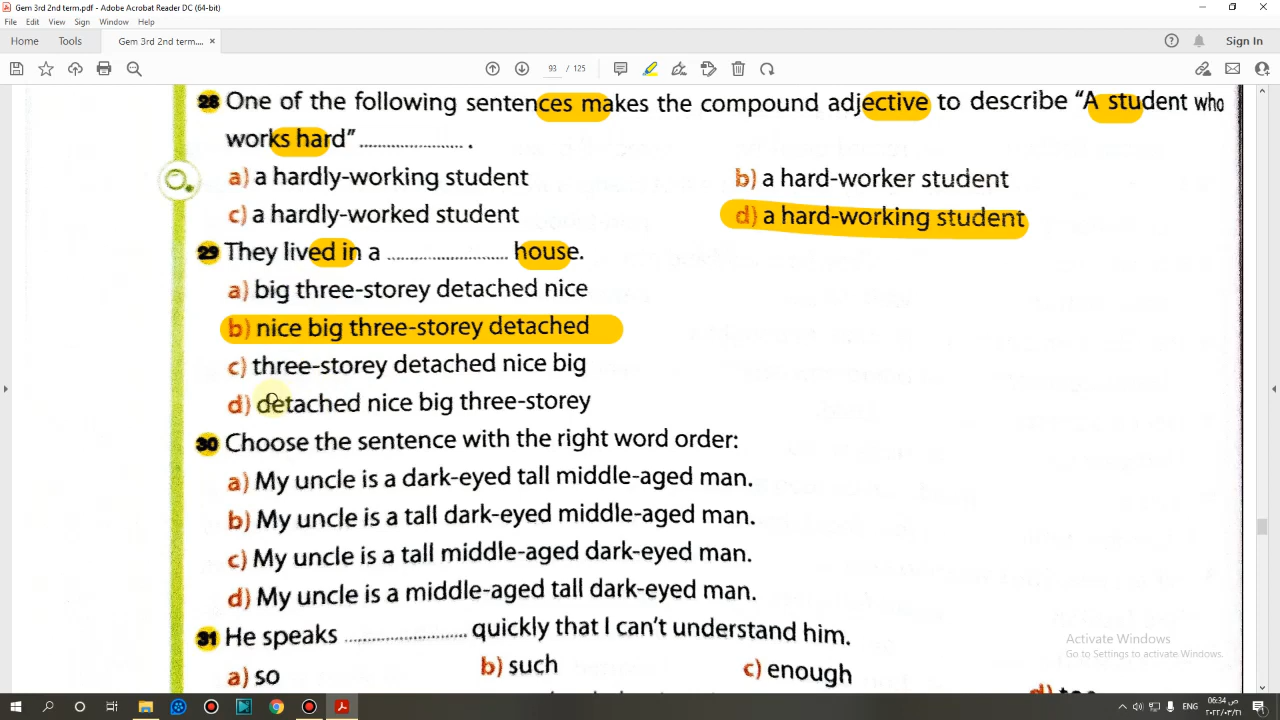 Gem 3rd 2nd term.pdf - Adobe Acrobat Reader DC (64-bit)
File Edit View Sign Window Help
Home Tools Gem 3rd 2nd term.... × Sign In
93 / 125
28 One of the following sentences makes the compound adjective to describe “A student who
works hard” ........................ .
a) a hardly-working student b) a hard-worker student
c) a hardly-worked student d) a hard-working student
29 They lived in a ............................ house.
a) big three-storey detached nice
b) nice big three-storey detached
c) three-storey detached nice big
d) detached nice big three-storey
30 Choose the sentence with the right word order:
a) My uncle is a dark-eyed tall middle-aged man.
b) My uncle is a tall dark-eyed middle-aged man.
c) My uncle is a tall middle-aged dark-eyed man.
d) My uncle is a middle-aged tall dark-eyed man.
31 He speaks ............................ quickly that I can’t understand him.
a) so b) such c) enough d) too
Activate Windows
Go to Settings to activate Windows.
ENG
06:34 ص